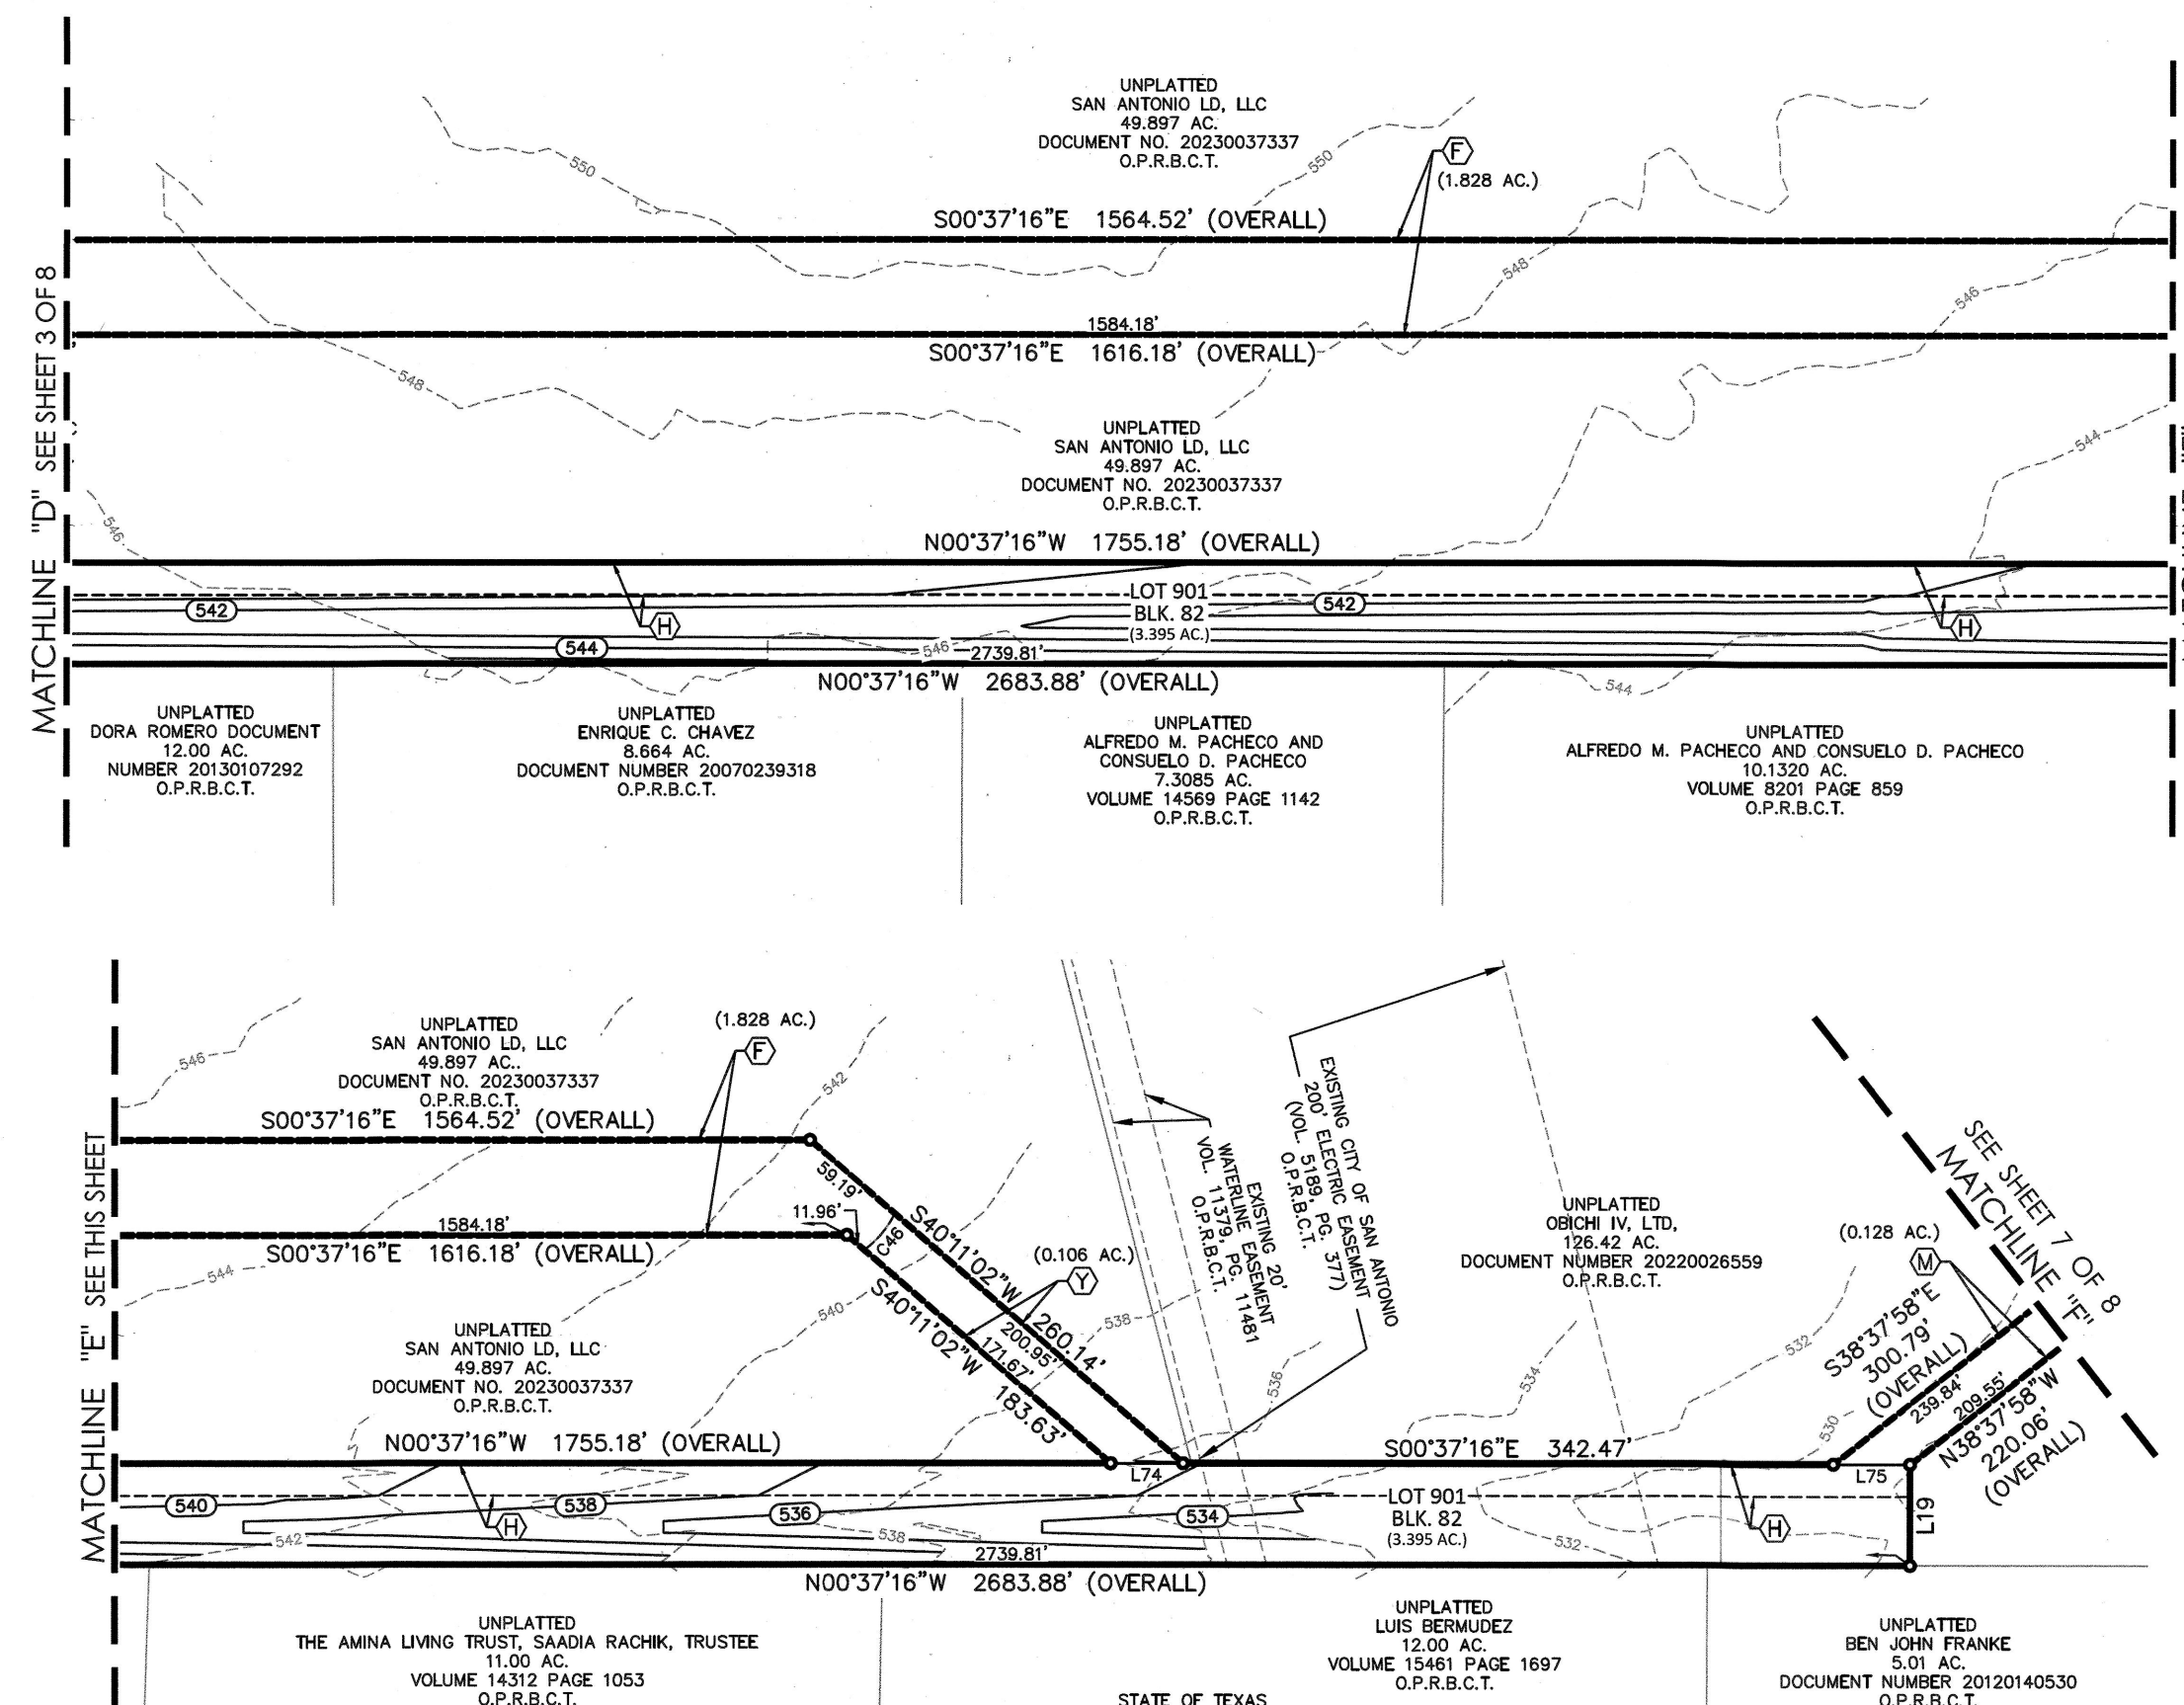 UNPLATTED
SAN ANTONIO LD, LLC
49.897 AC.
DOCUMENT NO. 20230037337
O.P.R.B.C.T.
550
550
F
(1.828 AC.)
S00°37'16"E 1564.52' (OVERALL)
548
546
1584.18'
S00°37'16"E 1616.18' (OVERALL)
548
MATCHLINE "D" SEE SHEET 3 OF 8
UNPLATTED
SAN ANTONIO LD, LLC
49.897 AC.
DOCUMENT NO. 20230037337
O.P.R.B.C.T.
544
546
N00°37'16"W 1755.18' (OVERALL)
LOT 901
BLK. 82
(3.395 AC.)
542
542
H
H
544
546
2739.81'
N00°37'16"W 2683.88' (OVERALL)
544
UNPLATTED
DORA ROMERO DOCUMENT
12.00 AC.
NUMBER 20130107292
O.P.R.B.C.T.
UNPLATTED
ENRIQUE C. CHAVEZ
8.664 AC.
DOCUMENT NUMBER 20070239318
O.P.R.B.C.T.
UNPLATTED
ALFREDO M. PACHECO AND
CONSUELO D. PACHECO
7.3085 AC.
VOLUME 14569 PAGE 1142
O.P.R.B.C.T.
UNPLATTED
ALFREDO M. PACHECO AND CONSUELO D. PACHECO
10.1320 AC.
VOLUME 8201 PAGE 859
O.P.R.B.C.T.
MATCHLINE "E" SEE THIS SHEET
546
UNPLATTED
SAN ANTONIO LD, LLC
49.897 AC..
DOCUMENT NO. 20230037337
O.P.R.B.C.T.
(1.828 AC.)
F
542
S00°37'16"E 1564.52' (OVERALL)
59.19'
11.96'
C46
1584.18'
S00°37'16"E 1616.18' (OVERALL)
544
540
S40°11'02"W 260.14'
200.95'
171.67'
S40°11'02"W 183.63'
(0.106 AC.)
Y
538
EXISTING 20'
WATERLINE EASEMENT
VOL. 11379, PG. 11481
O.P.R.B.C.T.
EXISTING CITY OF SAN ANTONIO
200' ELECTRIC EASEMENT
(VOL. 5189, PG. 377)
O.P.R.B.C.T.
536
534
532
530
UNPLATTED
OBICHI IV, LTD,
126.42 AC.
DOCUMENT NUMBER 20220026559
O.P.R.B.C.T.
(0.128 AC.)
M
SEE SHEET 7 OF 8
MATCHLINE "F"
S38°37'58"E
300.79'
(OVERALL)
239.84'
209.55'
N38°37'58"W
220.06'
(OVERALL)
UNPLATTED
SAN ANTONIO LD, LLC
49.897 AC.
DOCUMENT NO. 20230037337
O.P.R.B.C.T.
N00°37'16"W 1755.18' (OVERALL)
L74
S00°37'16"E 342.47'
L75
L19
540
538
536
534
LOT 901
BLK. 82
(3.395 AC.)
H
H
542
538
532
2739.81'
N00°37'16"W 2683.88' (OVERALL)
UNPLATTED
THE AMINA LIVING TRUST, SAADIA RACHIK, TRUSTEE
11.00 AC.
VOLUME 14312 PAGE 1053
O.P.R.B.C.T.
STATE OF TEXAS
UNPLATTED
LUIS BERMUDEZ
12.00 AC.
VOLUME 15461 PAGE 1697
O.P.R.B.C.T.
UNPLATTED
BEN JOHN FRANKE
5.01 AC.
DOCUMENT NUMBER 20120140530
O.P.R.B.C.T.